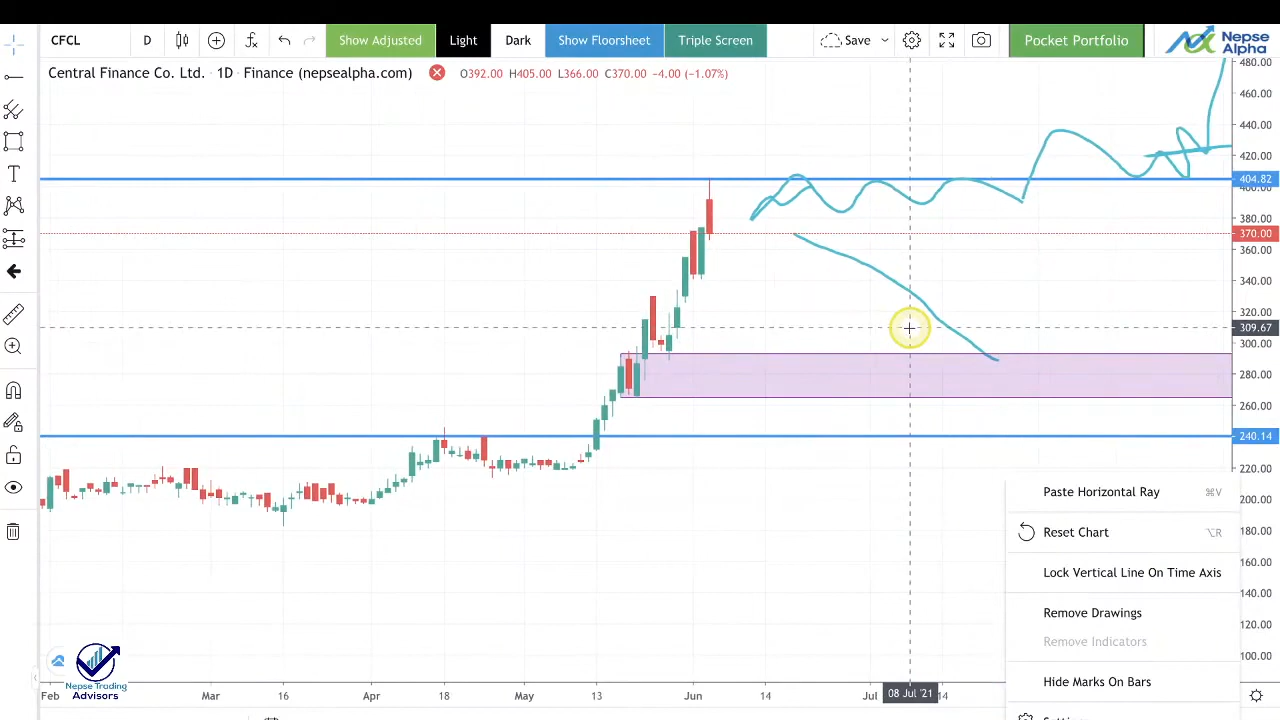 CFCL
D
Show Adjusted
Light
Dark
Show Floorsheet
Triple Screen
Save
Pocket Portfolio
Nepse
Alpha
Central Finance Co. Ltd. · 1D · Finance (nepsealpha.com)
O392.00 H405.00 L366.00 C370.00 −4.00 (−1.07%)
480.00
460.00
440.00
420.00
404.82
400.00
380.00
370.00
360.00
340.00
320.00
309.67
300.00
280.00
260.00
240.14
220.00
200.00
180.00
160.00
140.00
120.00
100.00
Paste Horizontal Ray ⌘V
Reset Chart ⌥R
Lock Vertical Line On Time Axis
Remove Drawings
Remove Indicators
Hide Marks On Bars
Nepse Trading
Advisors
Feb
Mar
16
Apr
18
May
13
Jun
14
Jul
08 Jul '21
14